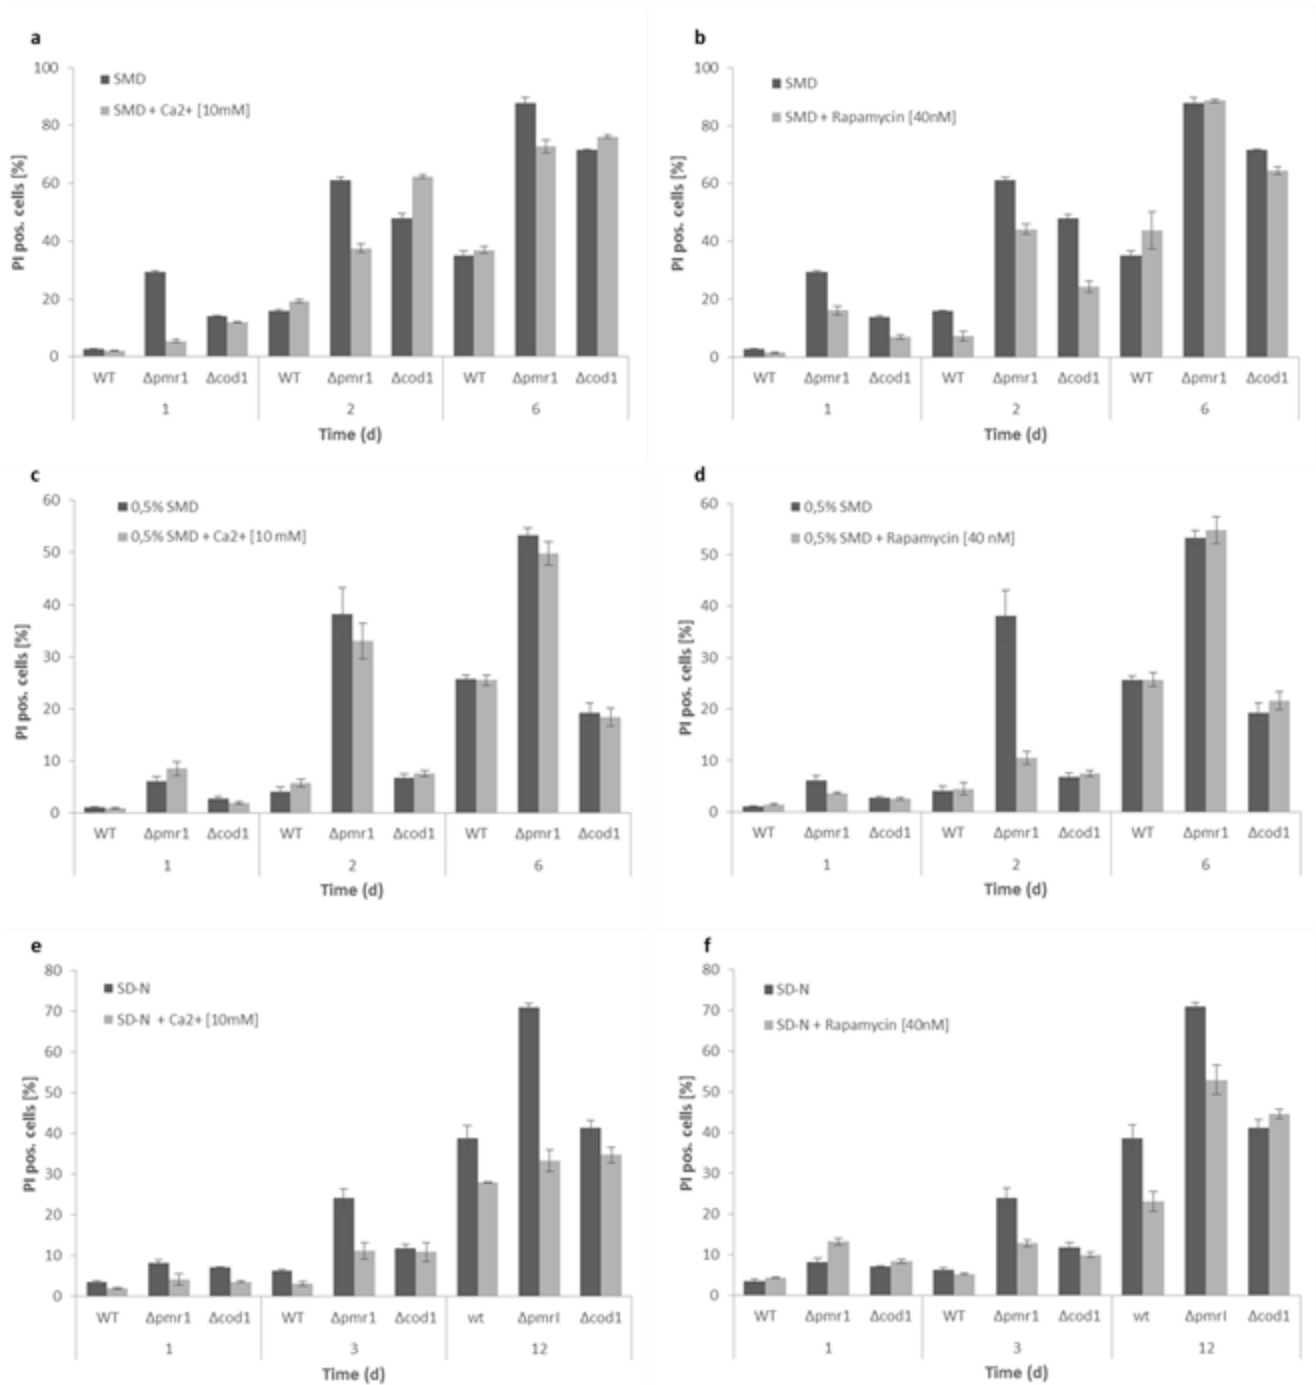 a
SMD
SMD + Ca2+ [10mM]
PI pos. cells [%]
100
80
60
40
20
0
WT Δpmr1 Δcod1 WT Δpmr1 Δcod1 WT Δpmr1 Δcod1
1 2 6
Time (d)
b
SMD
SMD + Rapamycin [40nM]
PI pos. cells [%]
100
80
60
40
20
0
WT Δpmr1 Δcod1 WT Δpmr1 Δcod1 WT Δpmr1 Δcod1
1 2 6
Time (d)
c
0,5% SMD
0,5% SMD + Ca2+ [10 mM]
PI pos. cells [%]
60
50
40
30
20
10
0
WT Δpmr1 Δcod1 WT Δpmr1 Δcod1 WT Δpmr1 Δcod1
1 2 6
Time (d)
d
0,5% SMD
0,5% SMD + Rapamycin [40 nM]
PI pos. cells [%]
60
50
40
30
20
10
0
WT Δpmr1 Δcod1 WT Δpmr1 Δcod1 WT Δpmr1 Δcod1
1 2 6
Time (d)
e
SD-N
SD-N + Ca2+ [10mM]
PI pos. cells [%]
80
70
60
50
40
30
20
10
0
WT Δpmr1 Δcod1 WT Δpmr1 Δcod1 wt ΔpmrI Δcod1
1 3 12
Time (d)
f
SD-N
SD-N + Rapamycin [40nM]
PI pos. cells [%]
80
70
60
50
40
30
20
10
0
WT Δpmr1 Δcod1 WT Δpmr1 Δcod1 wt ΔpmrI Δcod1
1 3 12
Time (d)